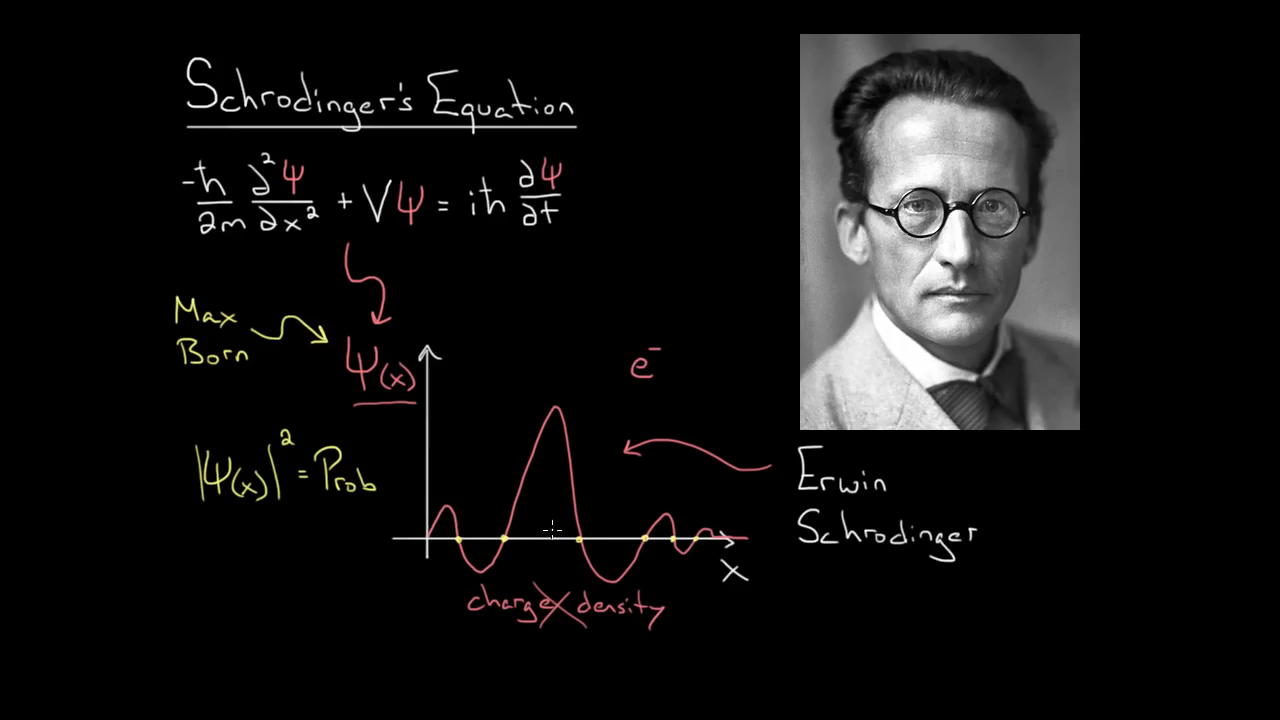 Schrodinger's Equation
-ħ/2m ∂²Ψ/∂x² + VΨ = iħ ∂Ψ/∂t
Max
Born
Ψ(x)
e⁻
|Ψ(x)|² = Prob
Erwin
Schrodinger
x
charge density